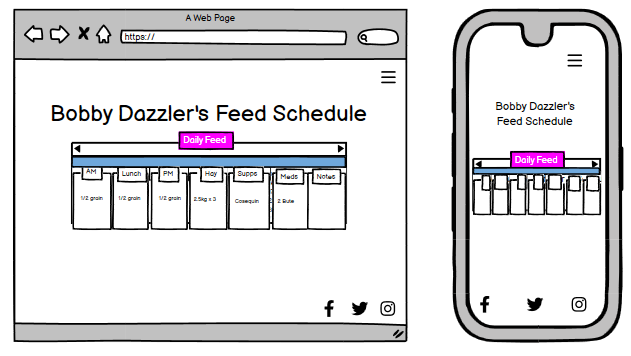 A Web Page
https://
Bobby Dazzler's Feed Schedule
Daily Feed
AM
Lunch
PM
Hay
Supps
Meds
Notes
1/2 grain
1/2 grain
1/2 grain
2.5kg x 3
Cosequin
2 Bute
Bobby Dazzler's
Feed Schedule
Daily Feed